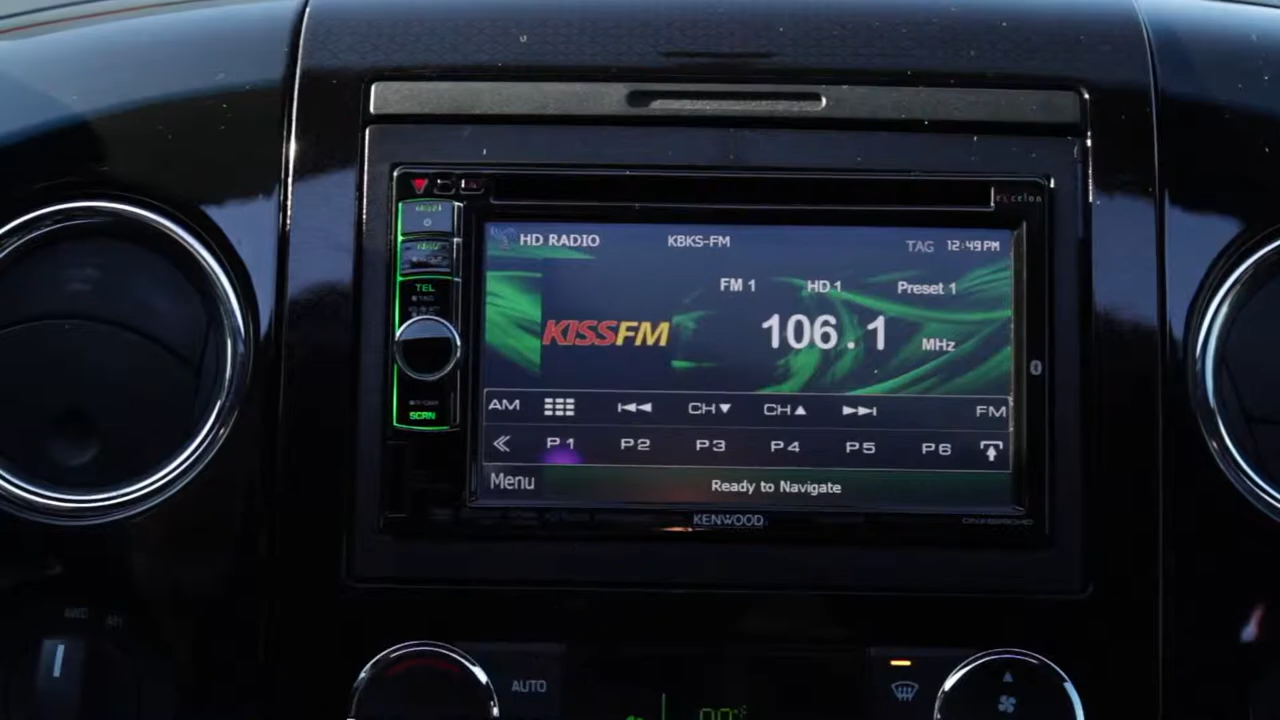 excelon
HD RADIO KBKS-FM TAG 12:49PM
FM 1 HD 1 Preset 1
KISSFM 106.1 MHz
TEL
AM CH▼ CH▲ FM
P1 P2 P3 P4 P5 P6
SCRN
Menu Ready to Navigate
KENWOOD
AUTO